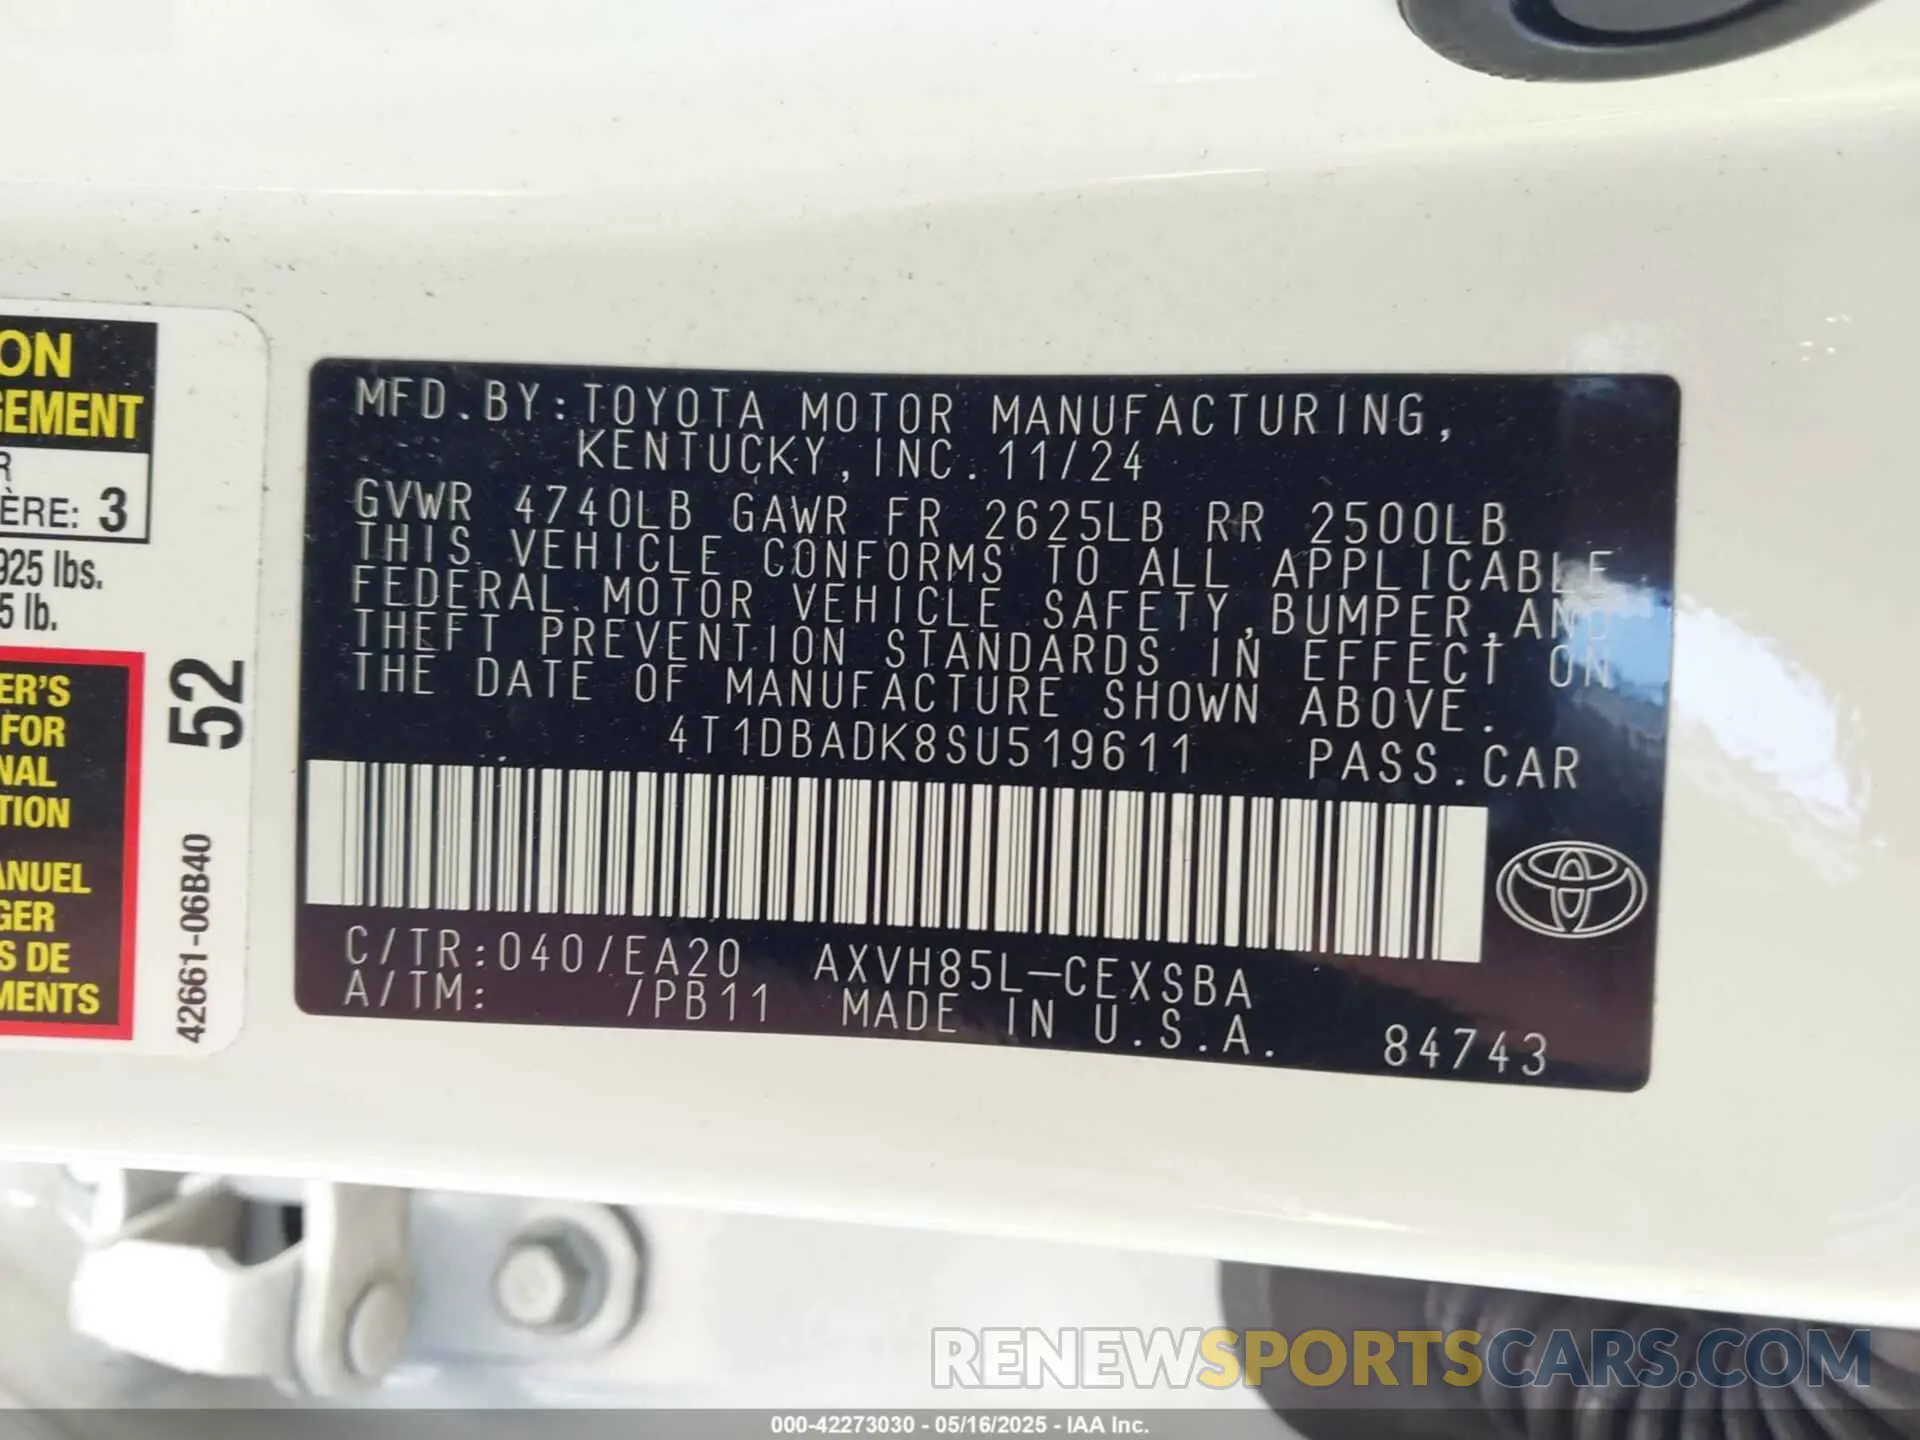 ON
GEMENT
R
ÈRE: 3
925 lbs.
5 lb.
ER'S
FOR
NAL
TION
ANUEL
GER
S DE
MENTS
52
42661-06B40
MFD.BY:TOYOTA MOTOR MANUFACTURING,
KENTUCKY,INC. 11/24
GVWR 4740LB GAWR FR 2625LB RR 2500LB
THIS VEHICLE CONFORMS TO ALL APPLICABLE
FEDERAL MOTOR VEHICLE SAFETY,BUMPER,AND
THEFT PREVENTION STANDARDS IN EFFECT ON
THE DATE OF MANUFACTURE SHOWN ABOVE.
4T1DBADK8SU519611 PASS.CAR
C/TR:040/EA20 AXVH85L-CEXSBA
A/TM: /PB11 MADE IN U.S.A. 84743
RENEWSPORTSCARS.COM
000-42273030 - 05/16/2025 - IAA Inc.